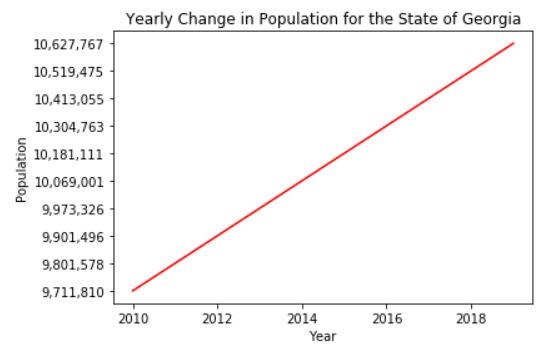 Yearly Change in Population for the State of Georgia
10,627,767
10,519,475
10,413,055
10,304,763
10,181,111
10,069,001
9,973,326
9,901,496
9,801,578
9,711,810
Population
2010 2012 2014 2016 2018
Year